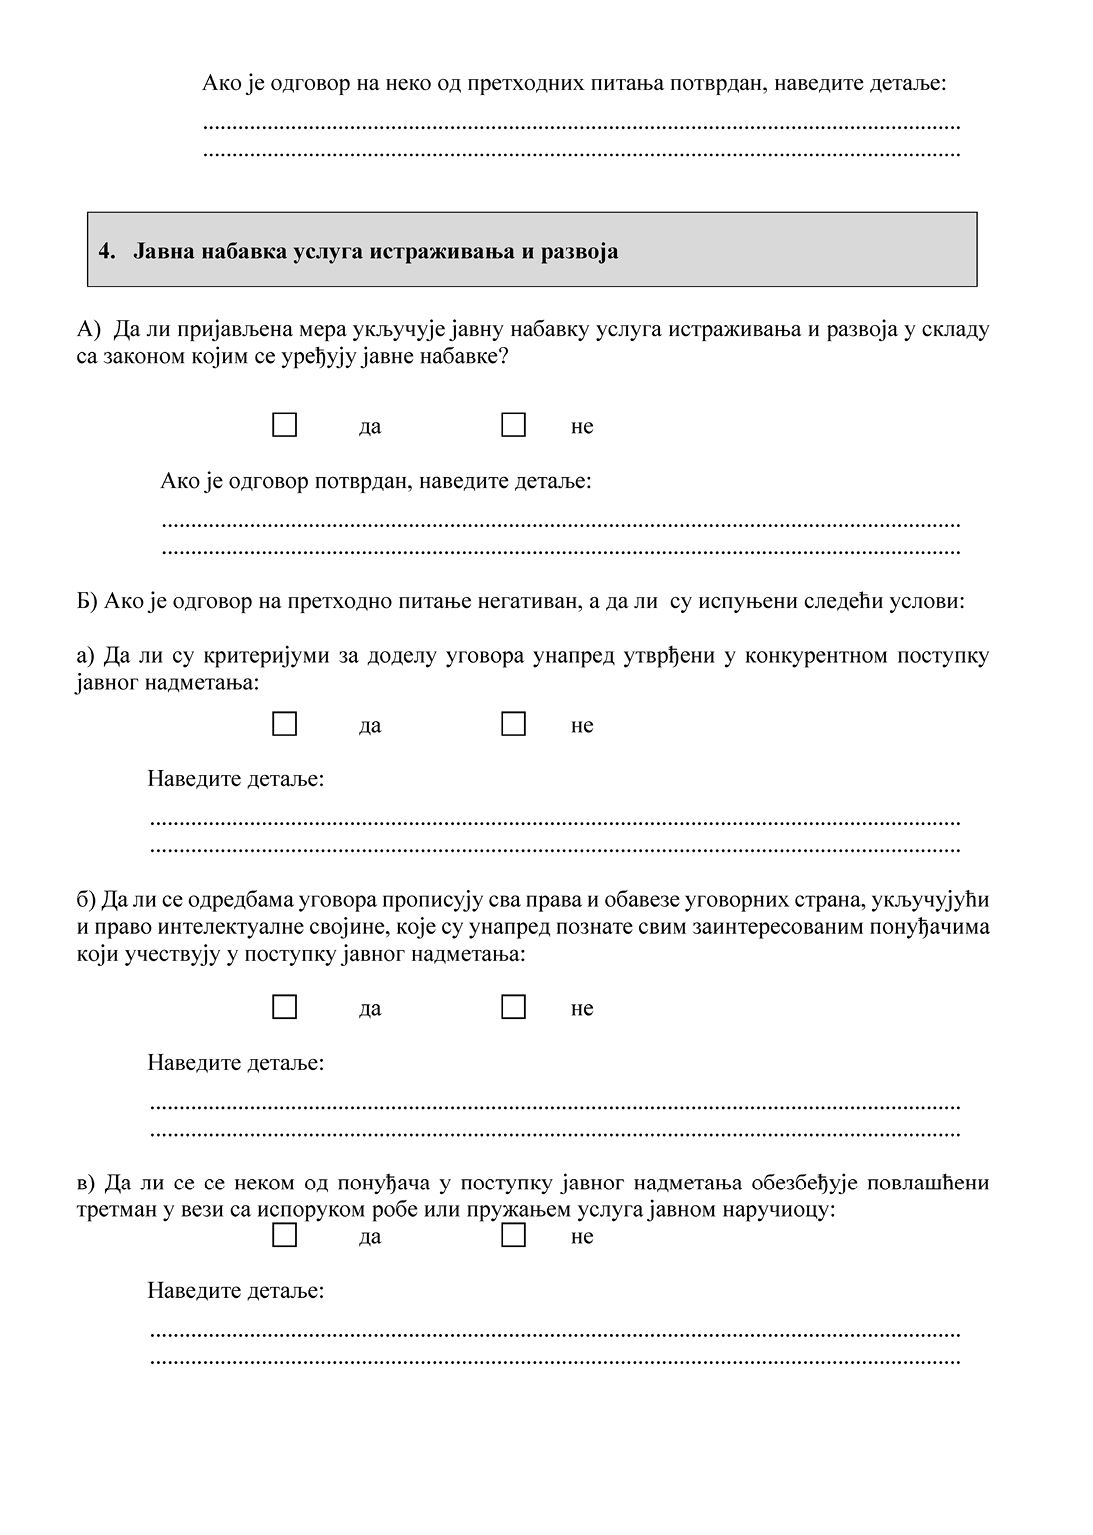 Ако је одговор на неко од претходних питања потврдан, наведите детаље:
................................................................................................................................
................................................................................................................................
4. Јавна набавка услуга истраживања и развоја
А) Да ли пријављена мера укључује јавну набавку услуга истраживања и развоја у складу
са законом којим се уређују јавне набавке?
да не
Ако је одговор потврдан, наведите детаље:
.......................................................................................................................................
.......................................................................................................................................
Б) Ако је одговор на претходно питање негативан, а да ли су испуњени следећи услови:
а) Да ли су критеријуми за доделу уговора унапред утврђени у конкурентном поступку
јавног надметања:
да не
Наведите детаље:
.........................................................................................................................................
.........................................................................................................................................
б) Да ли се одредбама уговора прописују сва права и обавезе уговорних страна, укључујући
и право интелектуалне својине, које су унапред познате свим заинтересованим понуђачима
који учествују у поступку јавног надметања:
да не
Наведите детаље:
.........................................................................................................................................
.........................................................................................................................................
в) Да ли се се неком од понуђача у поступку јавног надметања обезбеђује повлашћени
третман у вези са испоруком робе или пружањем услуга јавном наручиоцу:
да не
Наведите детаље:
.........................................................................................................................................
.........................................................................................................................................